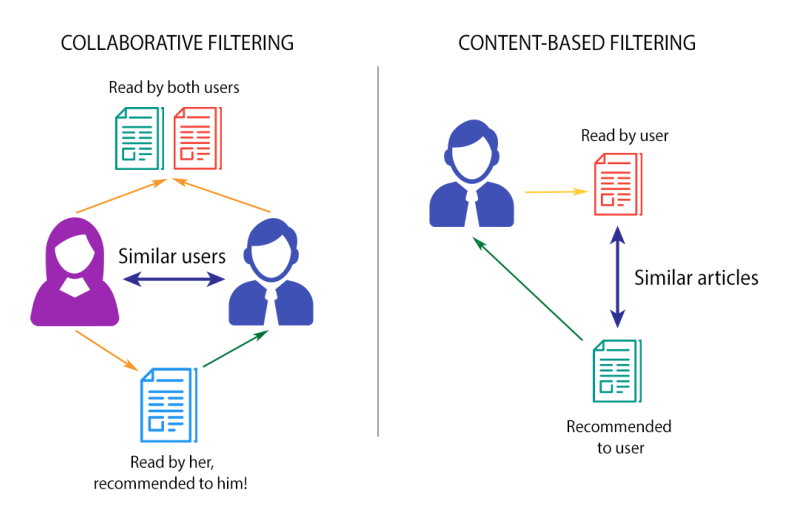 COLLABORATIVE FILTERING
Read by both users
Similar users
Read by her,
recommended to him!
CONTENT-BASED FILTERING
Read by user
Similar articles
Recommended
to user